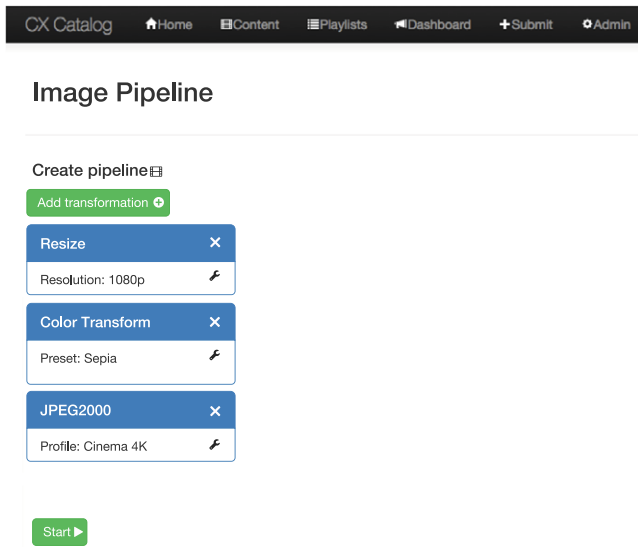 CX Catalog Home Content Playlists Dashboard Submit Admin
Image Pipeline
Create pipeline
Add transformation
Resize
Resolution: 1080p
Color Transform
Preset: Sepia
JPEG2000
Profile: Cinema 4K
Start